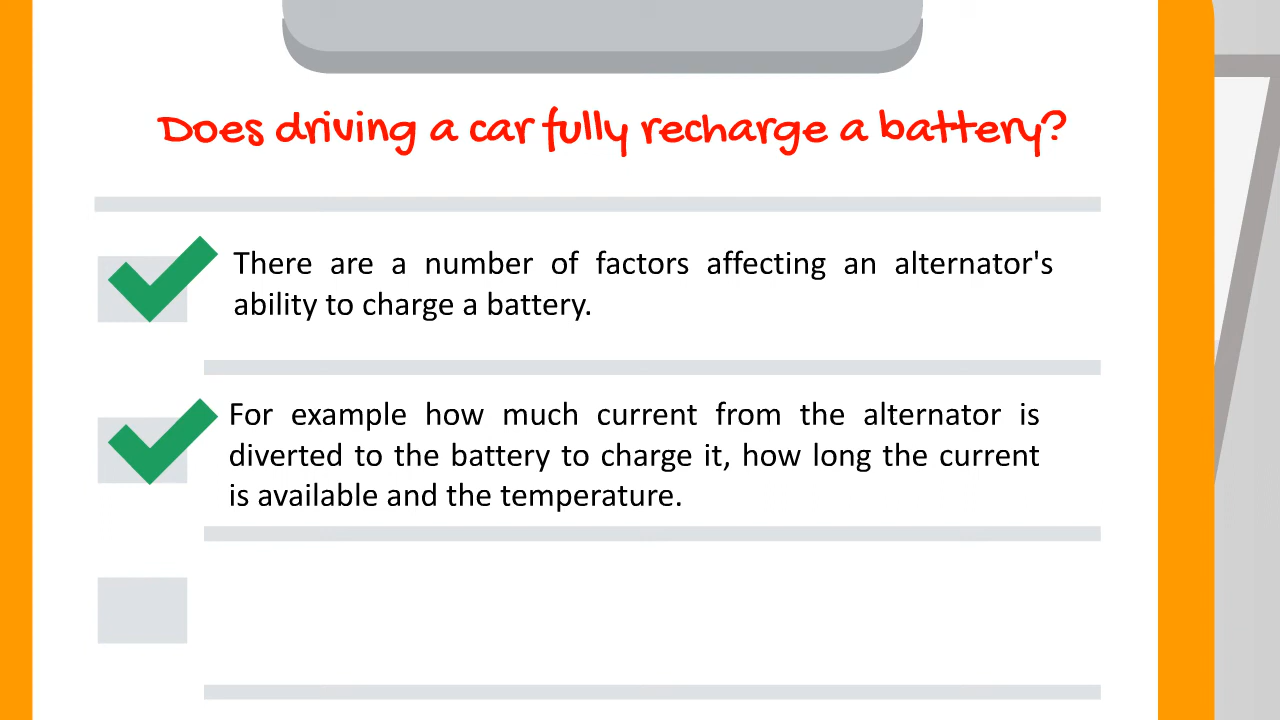 Does driving a car fully recharge a battery?
There are a number of factors affecting an alternator's
ability to charge a battery.
For example how much current from the alternator is
diverted to the battery to charge it, how long the current
is available and the temperature.